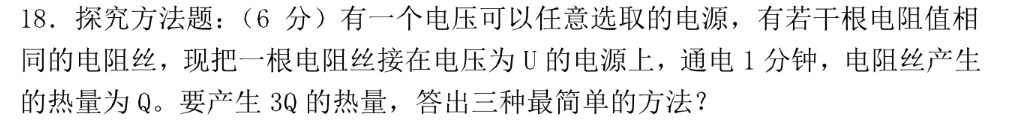 18. 探究方法题:(6 分)有一个电压可以任意选取的电源,有若干根电阻值相
同的电阻丝,现把一根电阻丝接在电压为 U 的电源上,通电 1 分钟,电阻丝产生
的热量为 Q。要产生 3Q 的热量,答出三种最简单的方法?